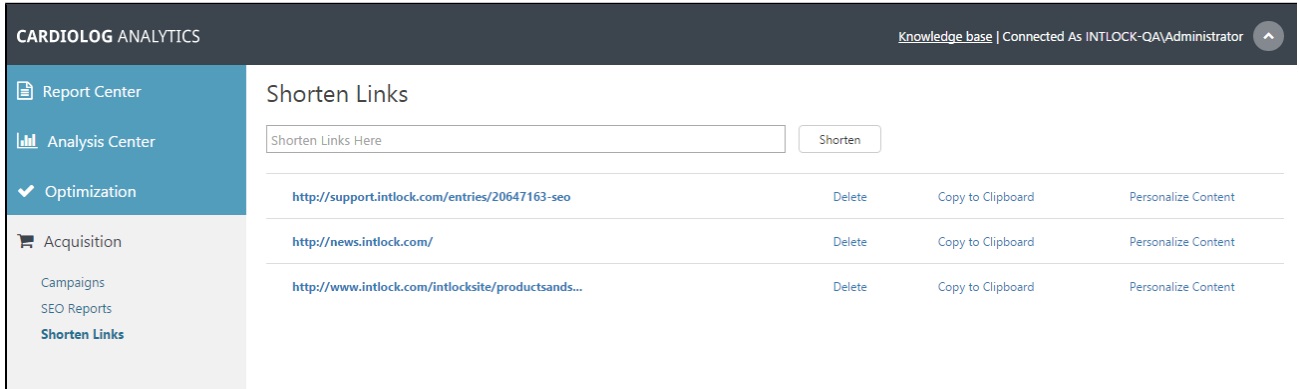 CARDIOLOG ANALYTICS
Knowledge base | Connected As INTLOCK-QA\Administrator
Report Center
Analysis Center
Optimization
Acquisition
Campaigns
SEO Reports
Shorten Links
Shorten Links
Shorten Links Here
Shorten
http://support.intlock.com/entries/20647163-seo Delete Copy to Clipboard Personalize Content
http://news.intlock.com/ Delete Copy to Clipboard Personalize Content
http://www.intlock.com/intlocksite/productsands... Delete Copy to Clipboard Personalize Content